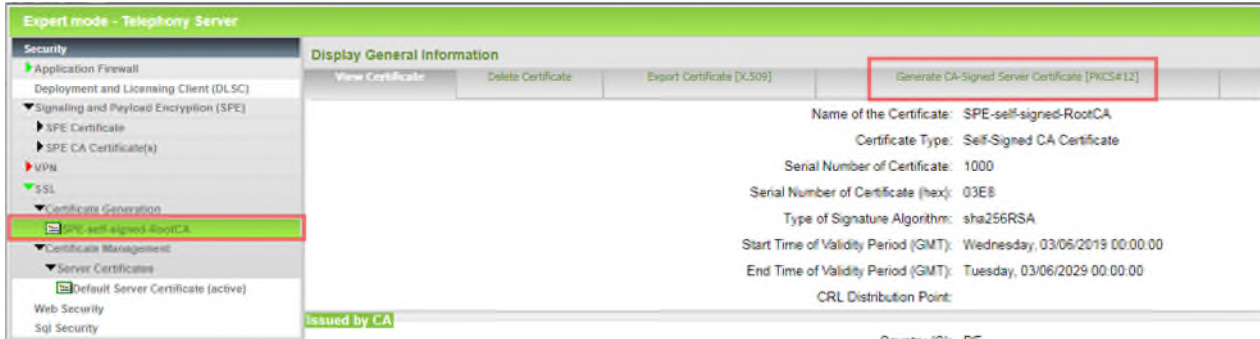 Expert mode - Telephony Server
Security
Application Firewall
Deployment and Licensing Client (DLSC)
Signaling and Payload Encryption (SPE)
SPE Certificate
SPE CA Certificate(s)
VPN
SSL
Certificate Generation
SPE-self-signed-RootCA
Certificate Management
Server Certificates
Default Server Certificate (active)
Web Security
Sql Security
Display General Information
View Certificate Delete Certificate Export Certificate [X.509] Generate CA-Signed Server Certificate [PKCS#12]
Name of the Certificate: SPE-self-signed-RootCA
Certificate Type: Self-Signed CA Certificate
Serial Number of Certificate: 1000
Serial Number of Certificate (hex): 03E8
Type of Signature Algorithm: sha256RSA
Start Time of Validity Period (GMT): Wednesday, 03/06/2019 00:00:00
End Time of Validity Period (GMT): Tuesday, 03/06/2029 00:00:00
CRL Distribution Point:
Issued by CA